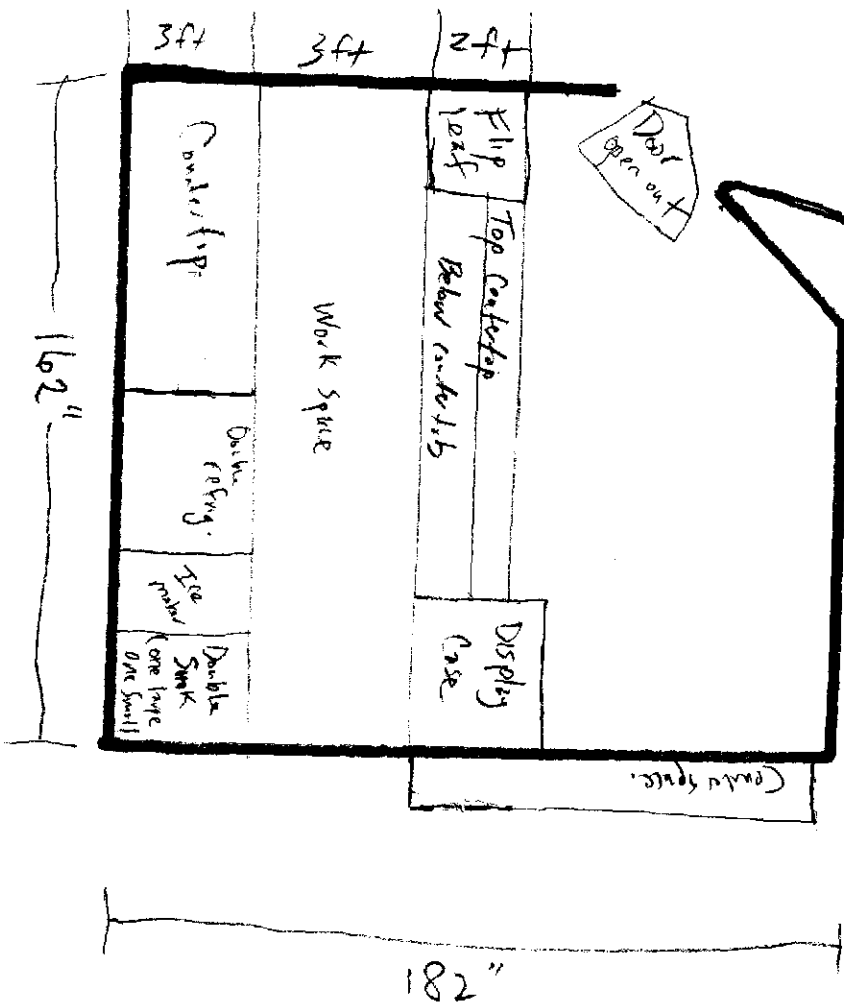 3ft
3ft
2ft
Flip
leaf
Door
open out
Countertop
Top Countertop
Below countertop
Work Space
162"
Double
refrig.
Ice
maker
Double
Sink
(one large
one small
Display
Case
Counter space.
182"